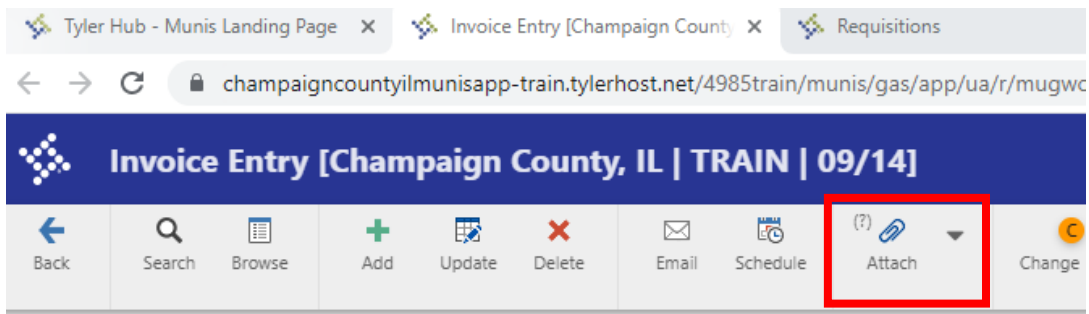 Tyler Hub - Munis Landing Page Invoice Entry [Champaign County Requisitions
champaigncountyilmunisapp-train.tylerhost.net/4985train/munis/gas/app/ua/r/mugwc
Invoice Entry [Champaign County, IL | TRAIN | 09/14]
(?) C
Back Search Browse Add Update Delete Email Schedule Attach Change